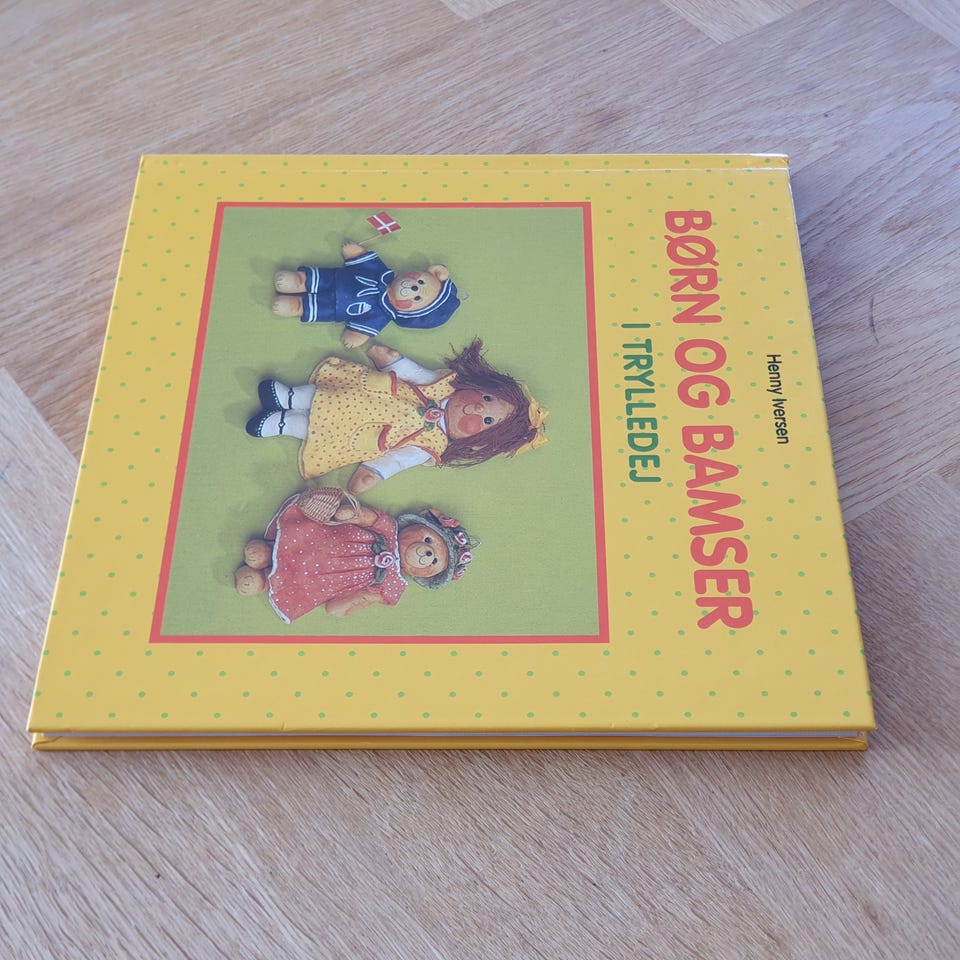 Henny Iversen
BØRN OG BAMSER
I TRYLLEDEJ